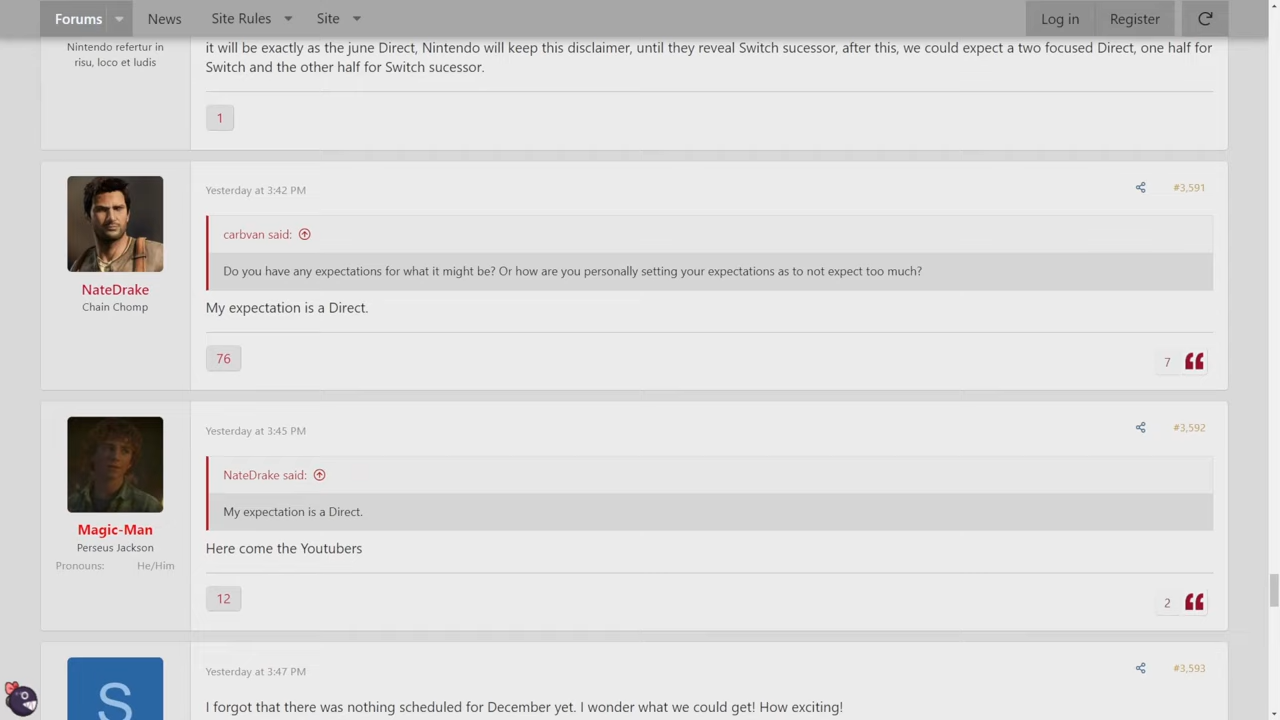 Forums
News
Site Rules
Site
Log in
Register
Nintendo refertur in
risu, loco et ludis
it will be exactly as the june Direct, Nintendo will keep this disclaimer, until they reveal Switch sucessor, after this, we could expect a two focused Direct, one half for
Switch and the other half for Switch sucessor.
1
NateDrake
Chain Chomp
Yesterday at 3:42 PM
#3,591
carbvan said:
Do you have any expectations for what it might be? Or how are you personally setting your expectations as to not expect too much?
My expectation is a Direct.
76
7
Magic-Man
Perseus Jackson
Pronouns: He/Him
Yesterday at 3:45 PM
#3,592
NateDrake said:
My expectation is a Direct.
Here come the Youtubers
12
2
S
Yesterday at 3:47 PM
#3,593
I forgot that there was nothing scheduled for December yet. I wonder what we could get! How exciting!